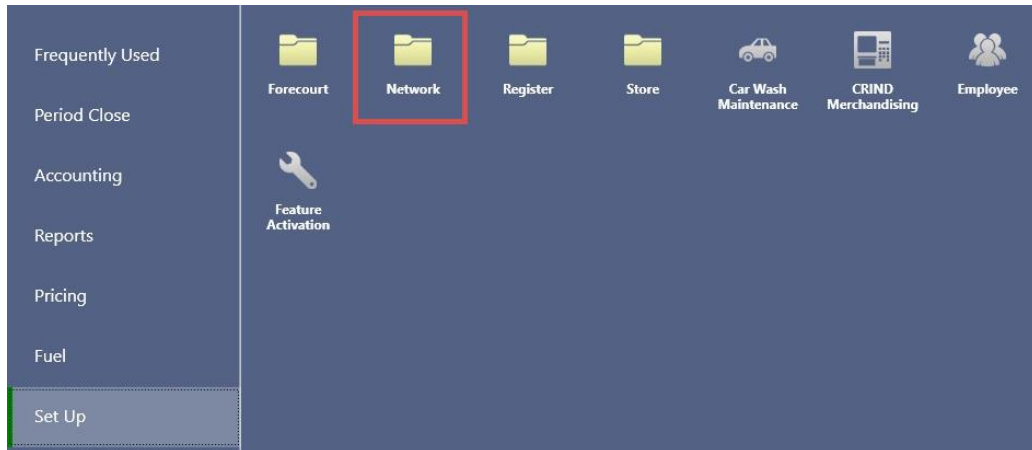 Frequently Used
Period Close
Accounting
Reports
Pricing
Fuel
Set Up
Forecourt
Network
Register
Store
Car Wash
Maintenance
CRIND
Merchandising
Employee
Feature
Activation